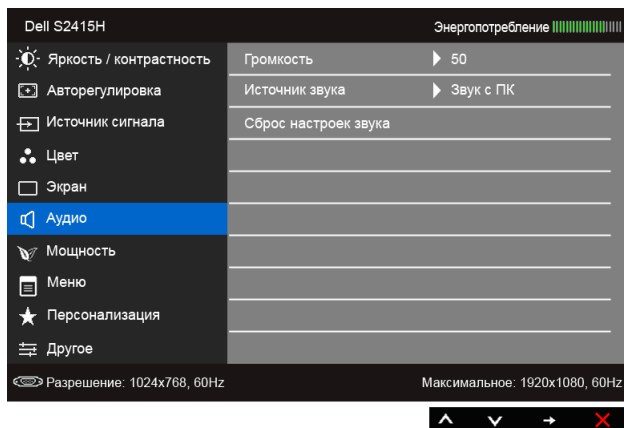 Dell S2415H Энергопотребление
Яркость / контрастность Громкость 50
Авторегулировка Источник звука Звук с ПК
Источник сигнала Сброс настроек звука
Цвет
Экран
Аудио
Мощность
Меню
Персонализация
Другое
Разрешение: 1024x768, 60Hz Максимальное: 1920x1080, 60Hz